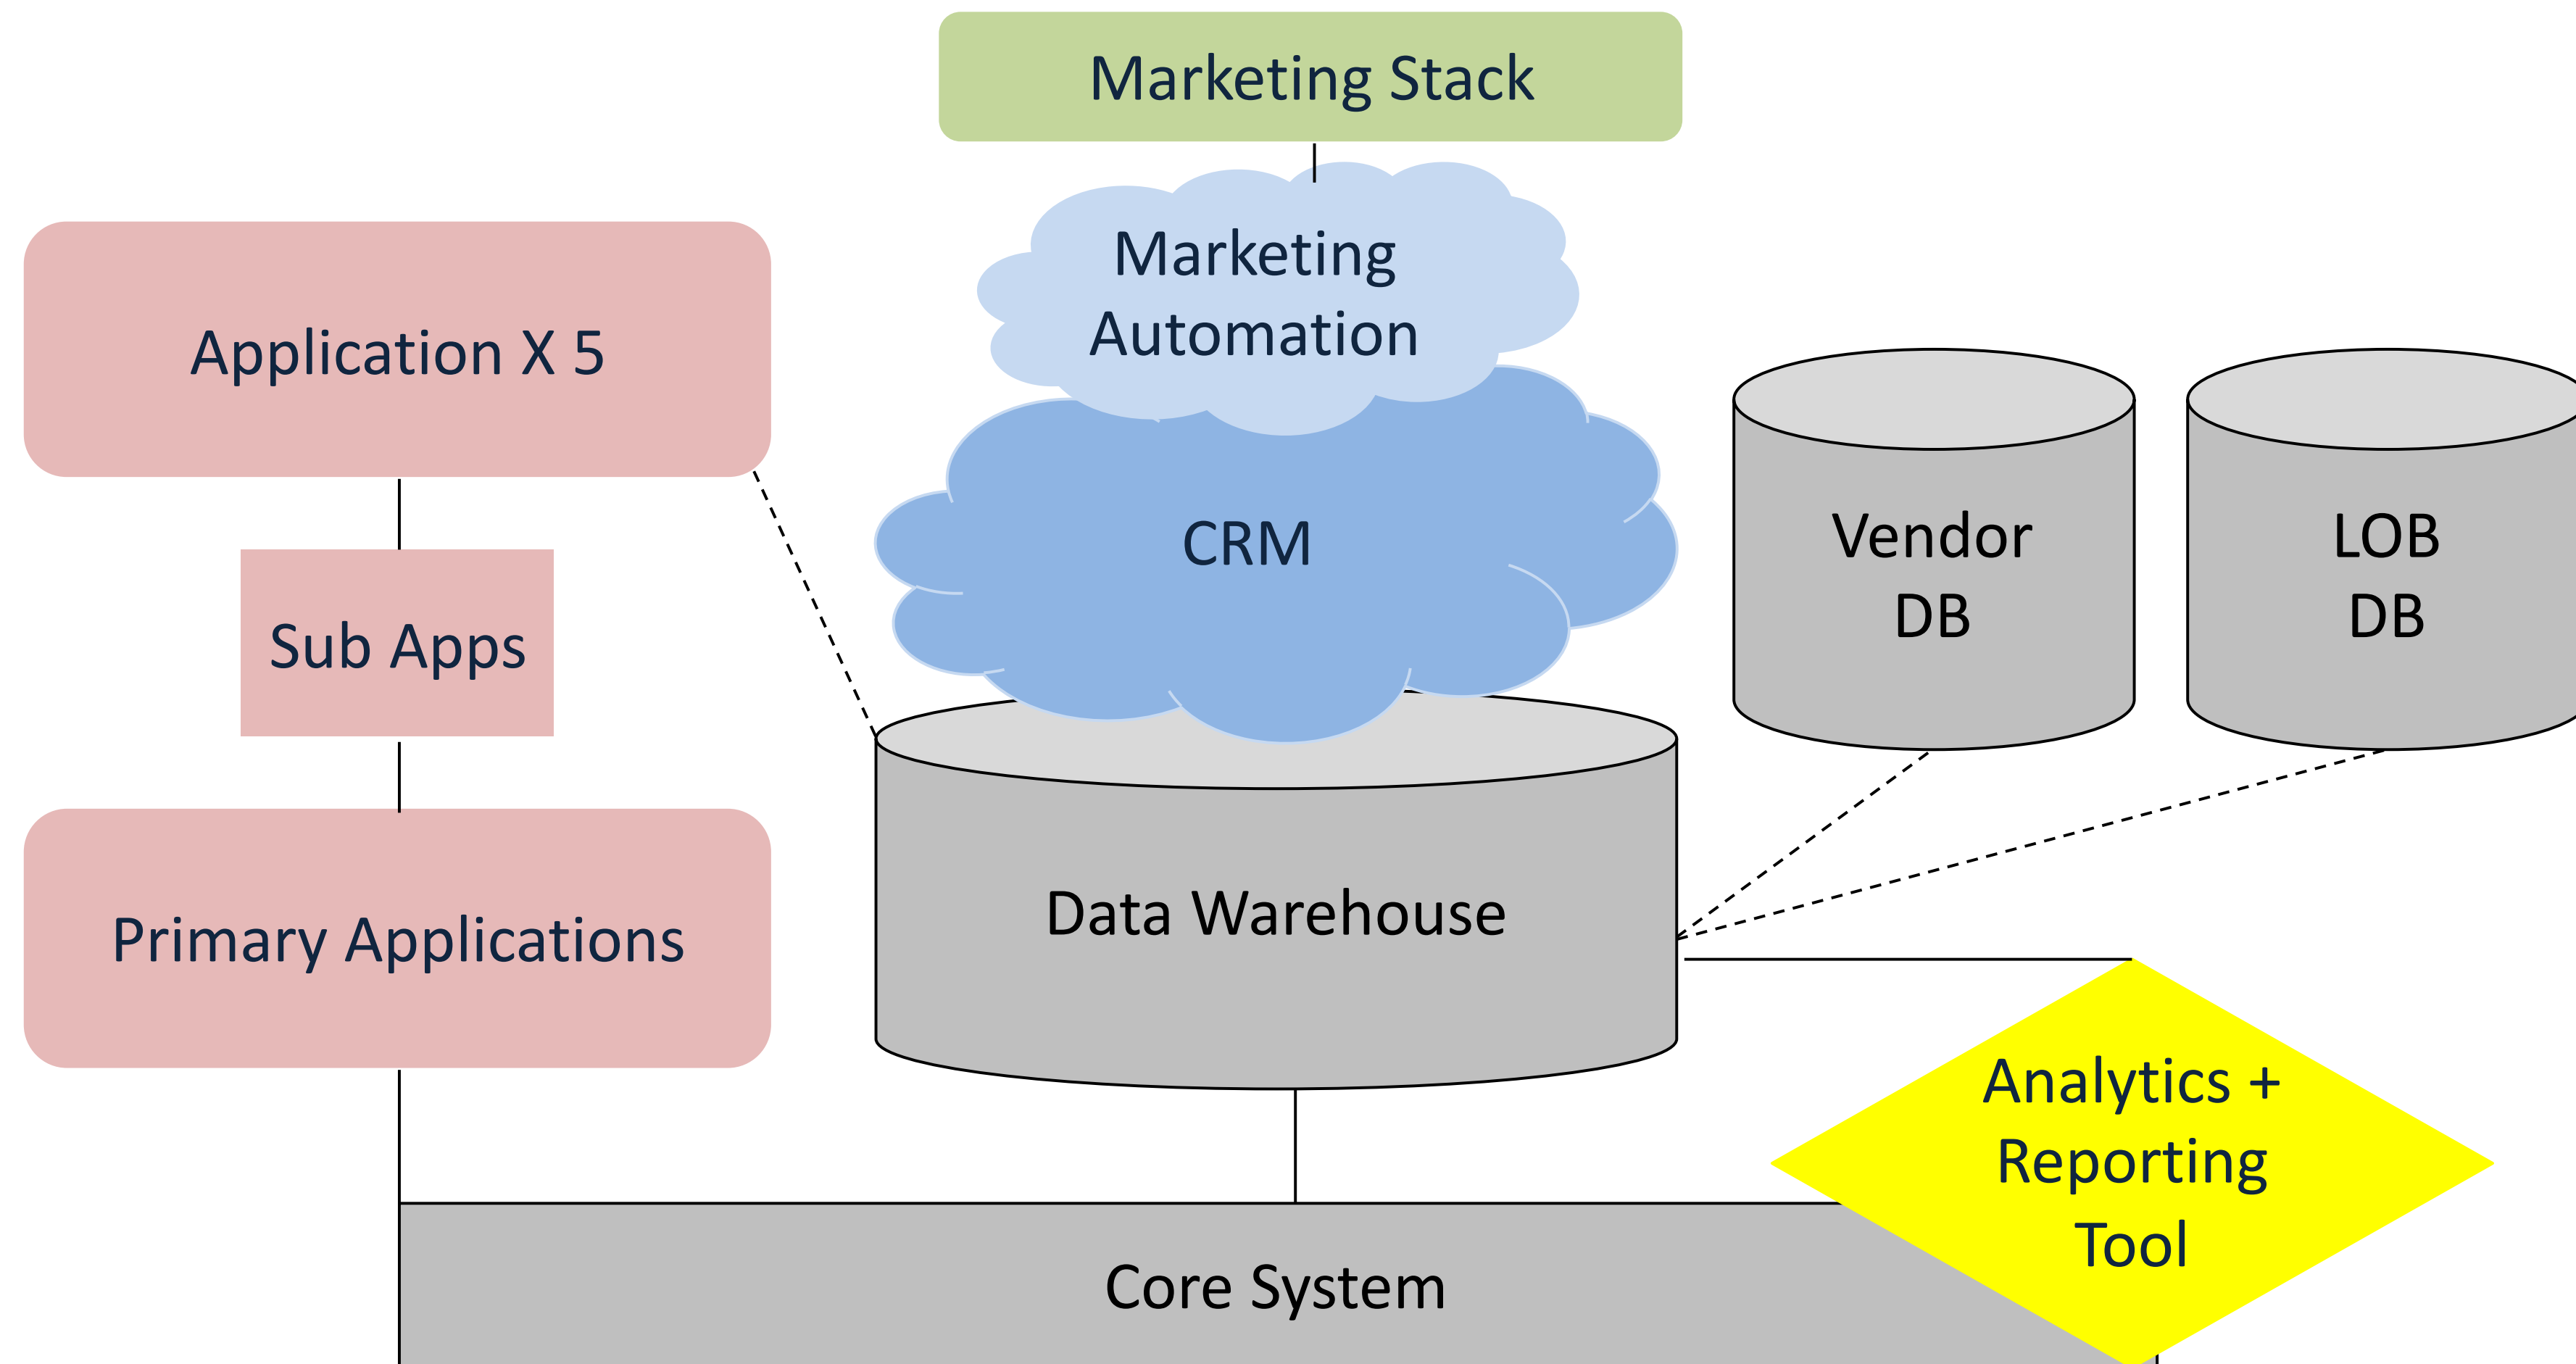 Marketing Stack
Marketing
Automation
Application X 5
CRM
Vendor
DB
LOB
DB
Sub Apps
Data Warehouse
Primary Applications
Analytics +
Reporting
Tool
Core System